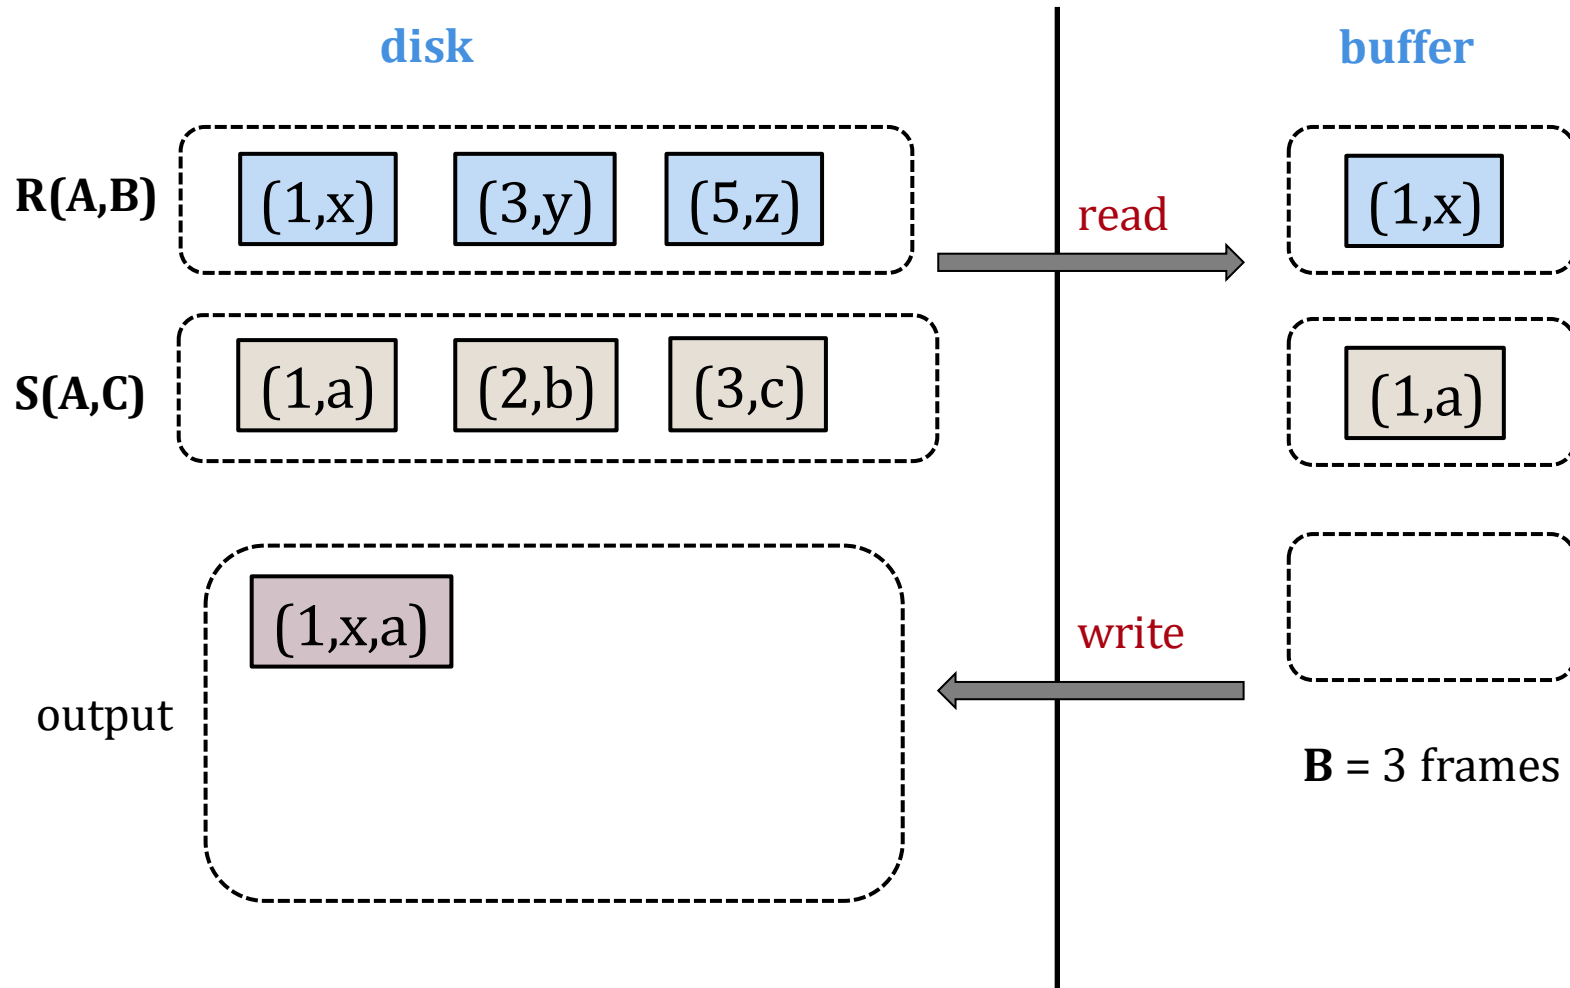 disk
buffer
R(A,B)
(1,x)
(3,y)
(5,z)
read
(1,x)
S(A,C)
(1,a)
(2,b)
(3,c)
(1,a)
(1,x,a)
write
output
B = 3 frames